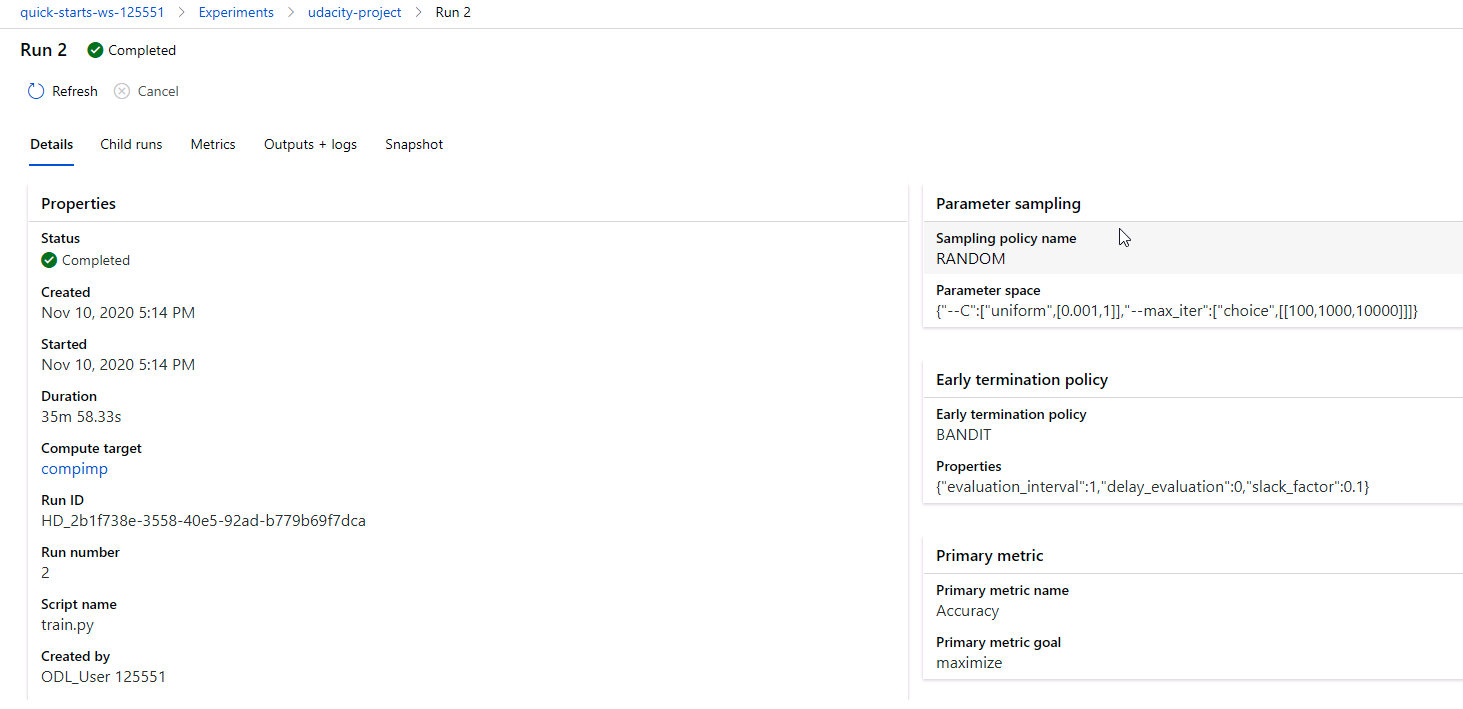 quick-starts-ws-125551 > Experiments > udacity-project > Run 2
Run 2 Completed
Refresh Cancel
Details Child runs Metrics Outputs + logs Snapshot
Properties
Status
Completed
Created
Nov 10, 2020 5:14 PM
Started
Nov 10, 2020 5:14 PM
Duration
35m 58.33s
Compute target
compimp
Run ID
HD_2b1f738e-3558-40e5-92ad-b779b69f7dca
Run number
2
Script name
train.py
Created by
ODL_User 125551
Parameter sampling
Sampling policy name
RANDOM
Parameter space
{"--C":["uniform",[0.001,1]],"--max_iter":["choice",[[100,1000,10000]]]}
Early termination policy
Early termination policy
BANDIT
Properties
{"evaluation_interval":1,"delay_evaluation":0,"slack_factor":0.1}
Primary metric
Primary metric name
Accuracy
Primary metric goal
maximize